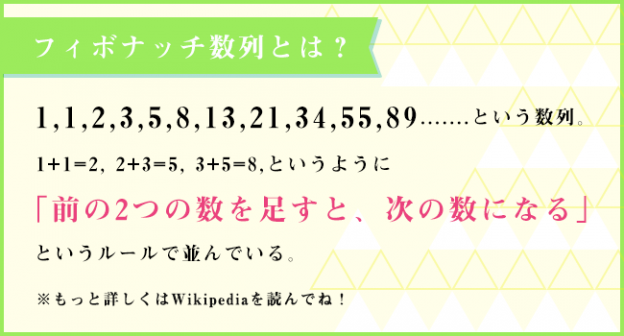 フィボナッチ数列とは？
1,1,2,3,5,8,13,21,34,55,89.......という数列。
1+1=2, 2+3=5, 3+5=8,というように
「前の2つの数を足すと、次の数になる」
というルールで並んでいる。
※もっと詳しくはWikipediaを読んでね！